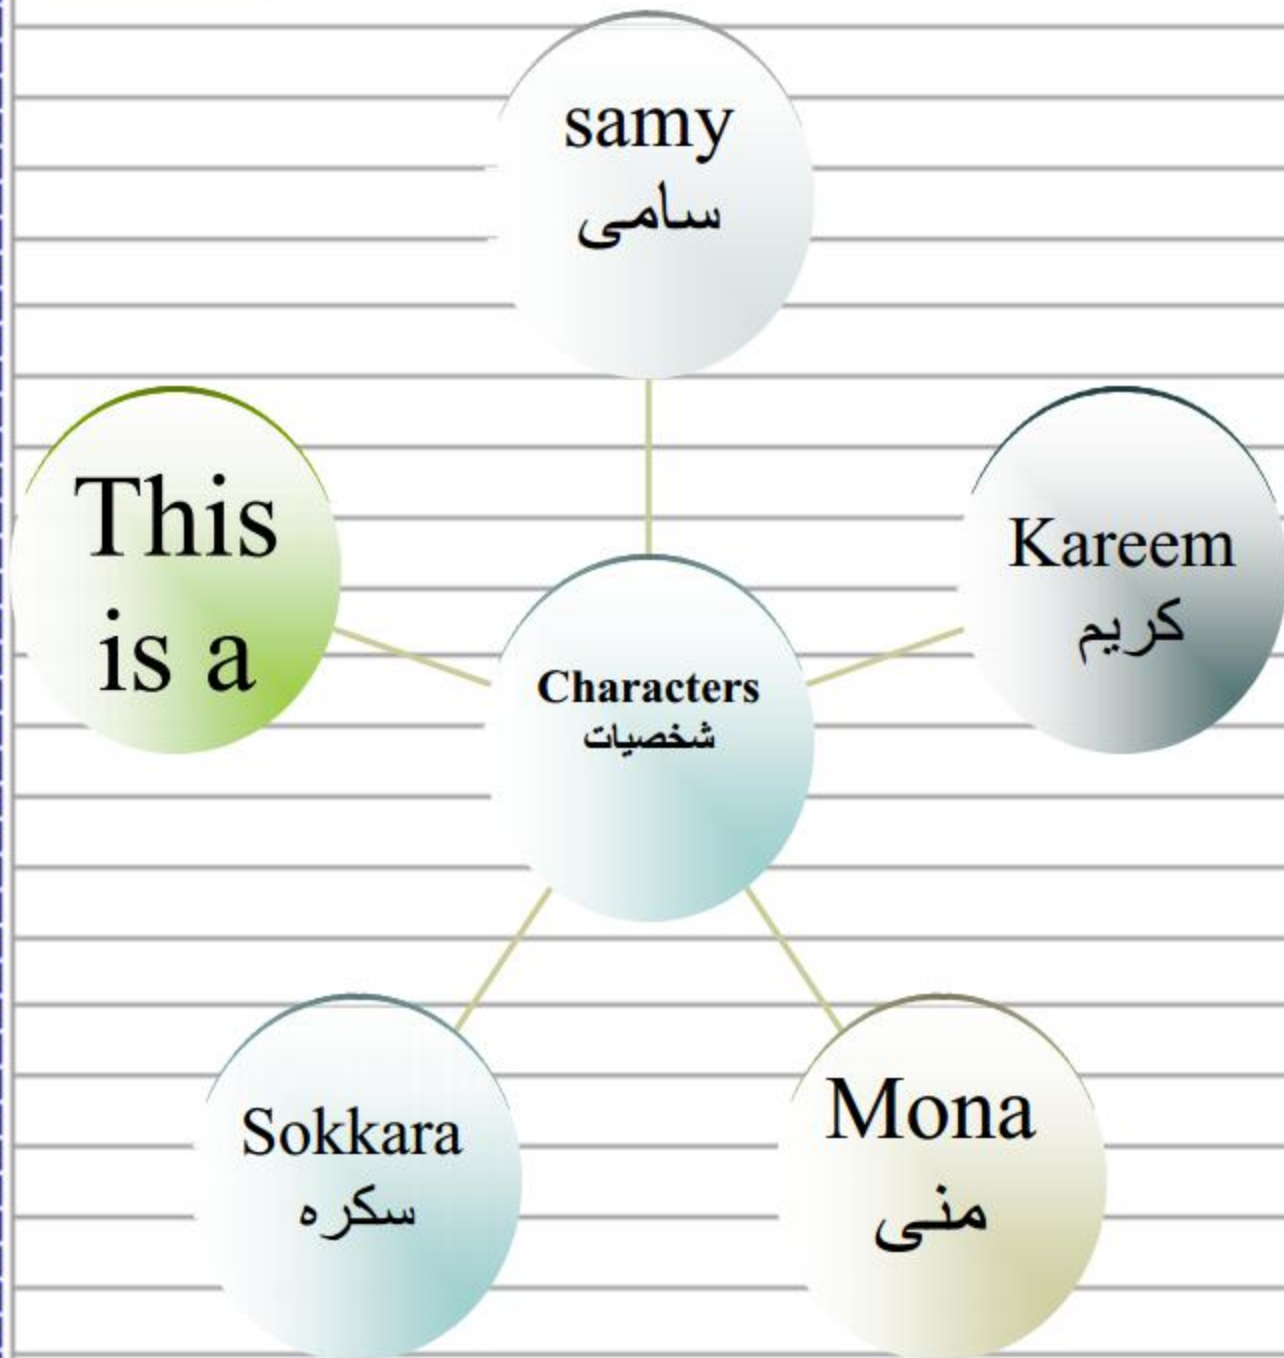 samy
سامى
This
is a
Kareem
كريم
Characters
شخصيات
Sokkara
سكره
Mona
منى